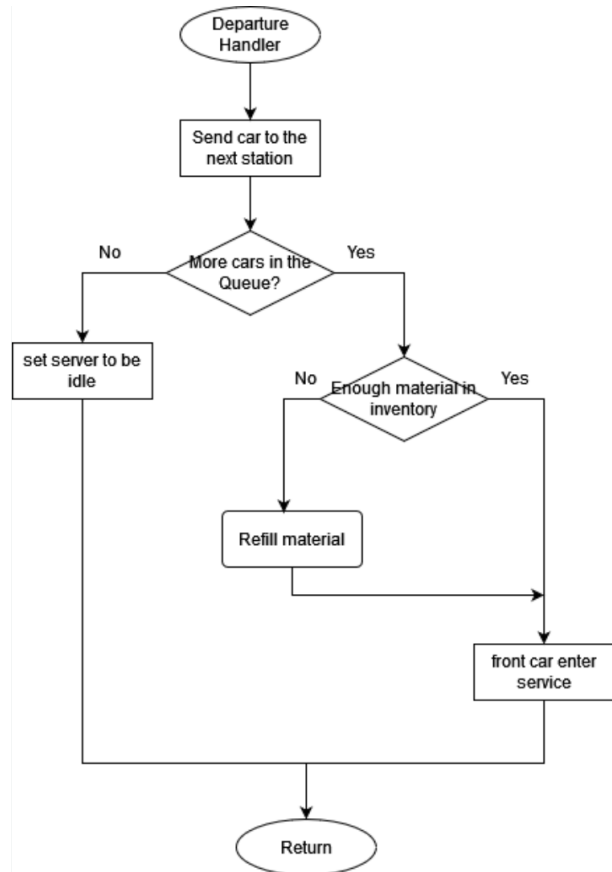 Departure
Handler
Send car to the
next station
No
More cars in the
Queue?
Yes
set server to be
idle
No
Enough material in
inventory
Yes
Refill material
front car enter
service
Return